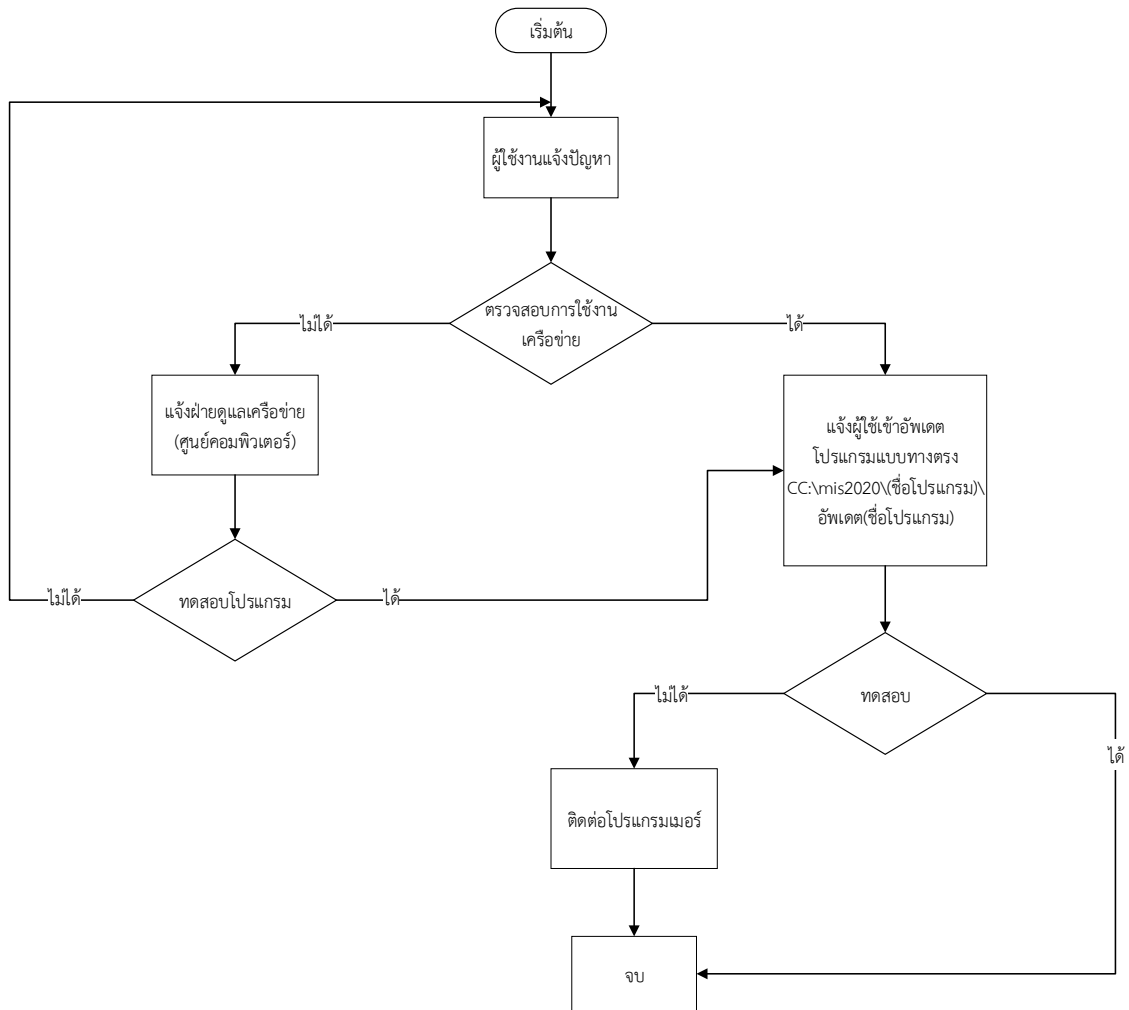 เริ่มต้น
ผู้ใช้งานแจ้งปัญหา
ตรวจสอบการใช้งาน
เครือข่าย
ไม่ได้
ได้
แจ้งฝ่ายดูแลเครือข่าย
(ศูนย์คอมพิวเตอร์)
แจ้งผู้ใช้เข้าอัพเดต
โปรแกรมแบบทางตรง
CC:\mis2020\(ชื่อโปรแกรม)\
อัพเดต(ชื่อโปรแกรม)
ไม่ได้
ทดสอบโปรแกรม
ได้
ไม่ได้
ทดสอบ
ได้
ติดต่อโปรแกรมเมอร์
จบ